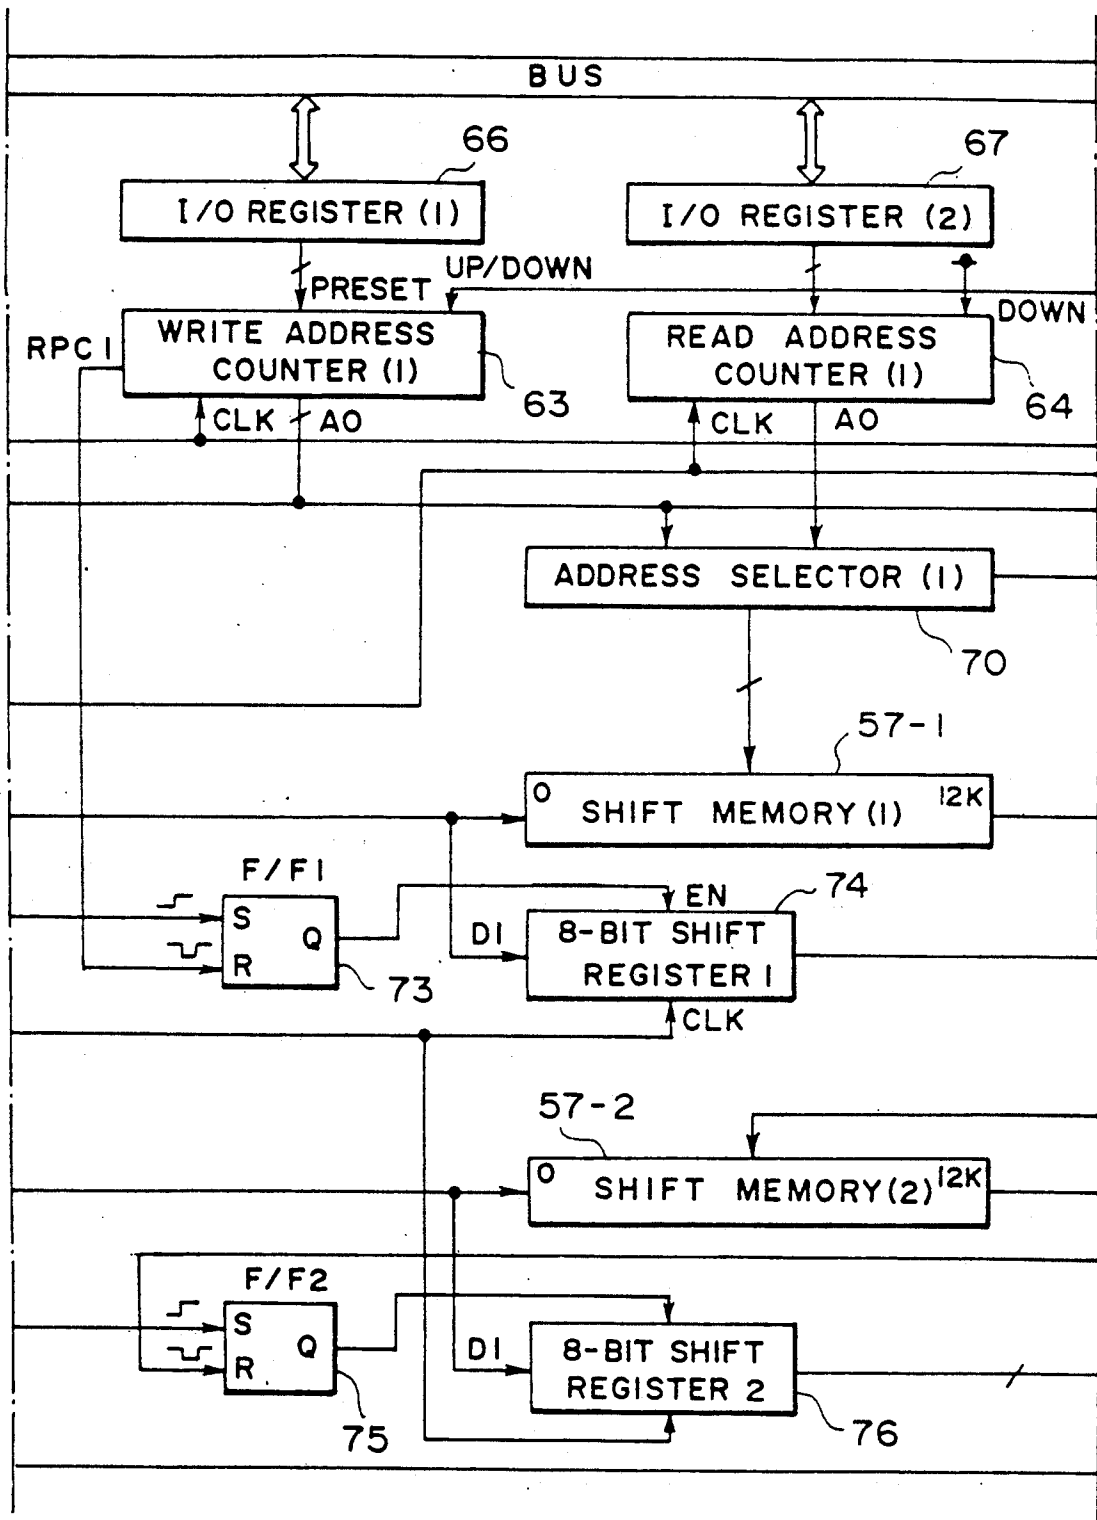 BUS
66
67
I/O REGISTER (1)
I/O REGISTER (2)
UP/DOWN
PRESET
DOWN
RPC1
WRITE ADDRESS
COUNTER (1)
READ ADDRESS
COUNTER (1)
63
64
CLK
AO
CLK
AO
ADDRESS SELECTOR (1)
70
57-1
0
SHIFT MEMORY (1)
12K
F/F1
74
EN
S
Q
R
73
DI
8-BIT SHIFT
REGISTER 1
CLK
57-2
0
SHIFT MEMORY (2)
12K
F/F2
S
Q
R
75
DI
8-BIT SHIFT
REGISTER 2
76